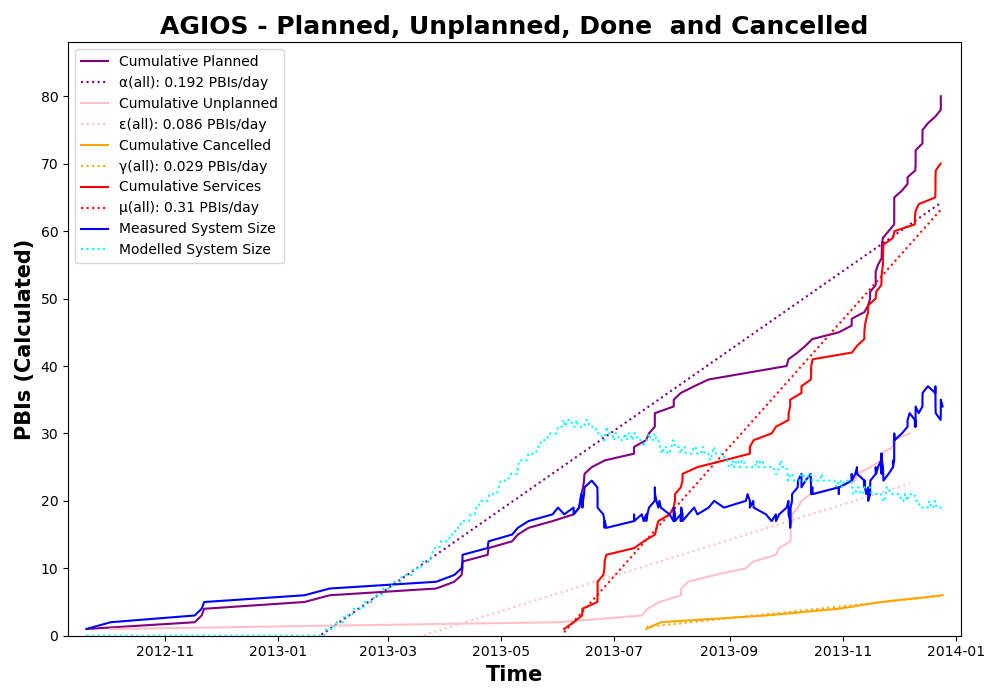 AGIOS - Planned, Unplanned, Done  and Cancelled
Cumulative Planned
α(all): 0.192 PBIs/day
Cumulative Unplanned
ε(all): 0.086 PBIs/day
Cumulative Cancelled
γ(all): 0.029 PBIs/day
Cumulative Services
μ(all): 0.31 PBIs/day
Measured System Size
Modelled System Size
80
70
60
50
40
30
20
10
0
PBIs (Calculated)
2012-11 2013-01 2013-03 2013-05 2013-07 2013-09 2013-11 2014-01
Time